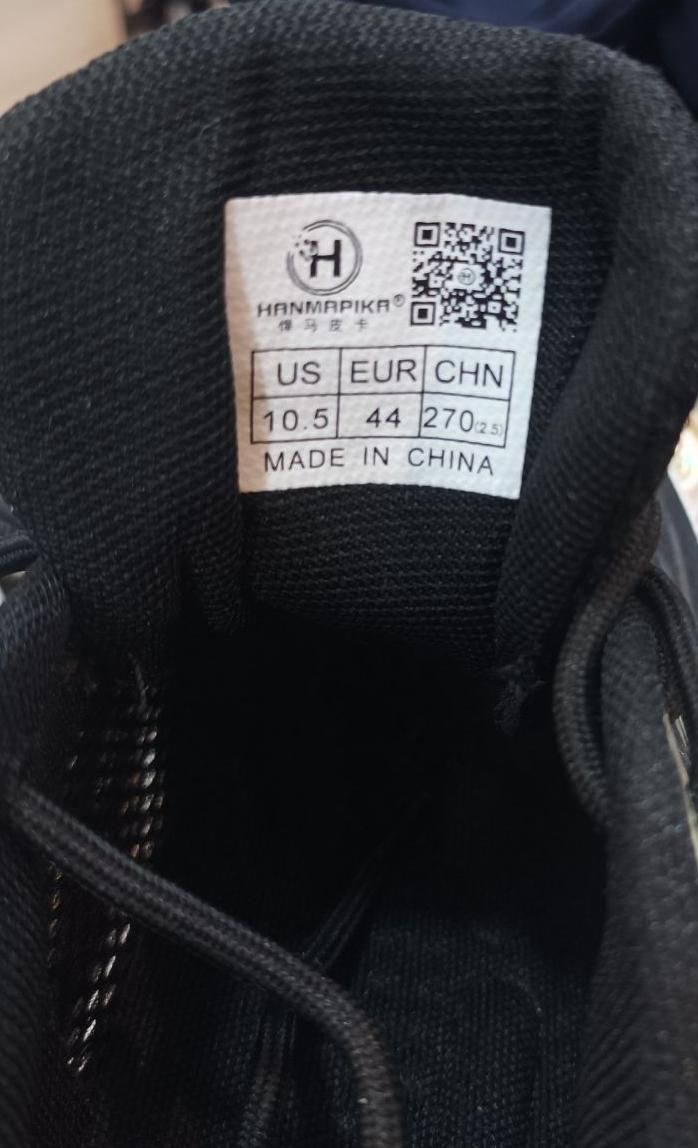 H
HANMAPIKA®
悍马皮卡
US EUR CHN
10.5 44 270(2.5)
MADE IN CHINA